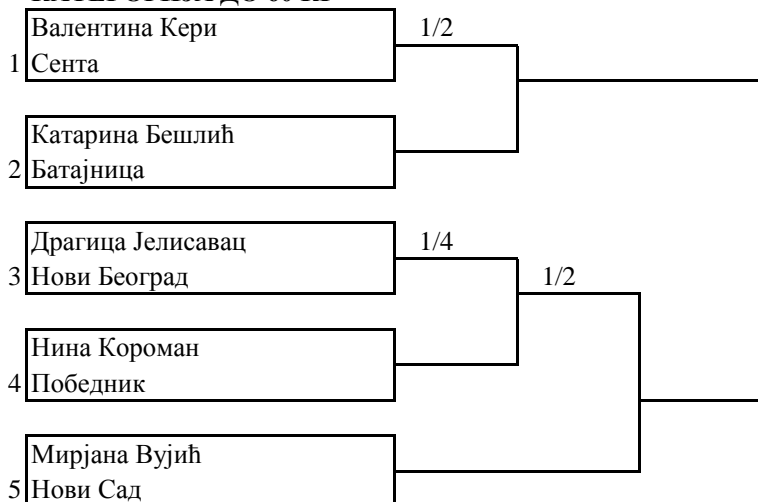 Валентина Кери
1/2
1 Сента
Катарина Бешлић
2 Батајница
Драгица Јелисавац
1/4
3 Нови Београд
1/2
Нина Короман
4 Победник
Мирјана Вујић
5 Нови Сад